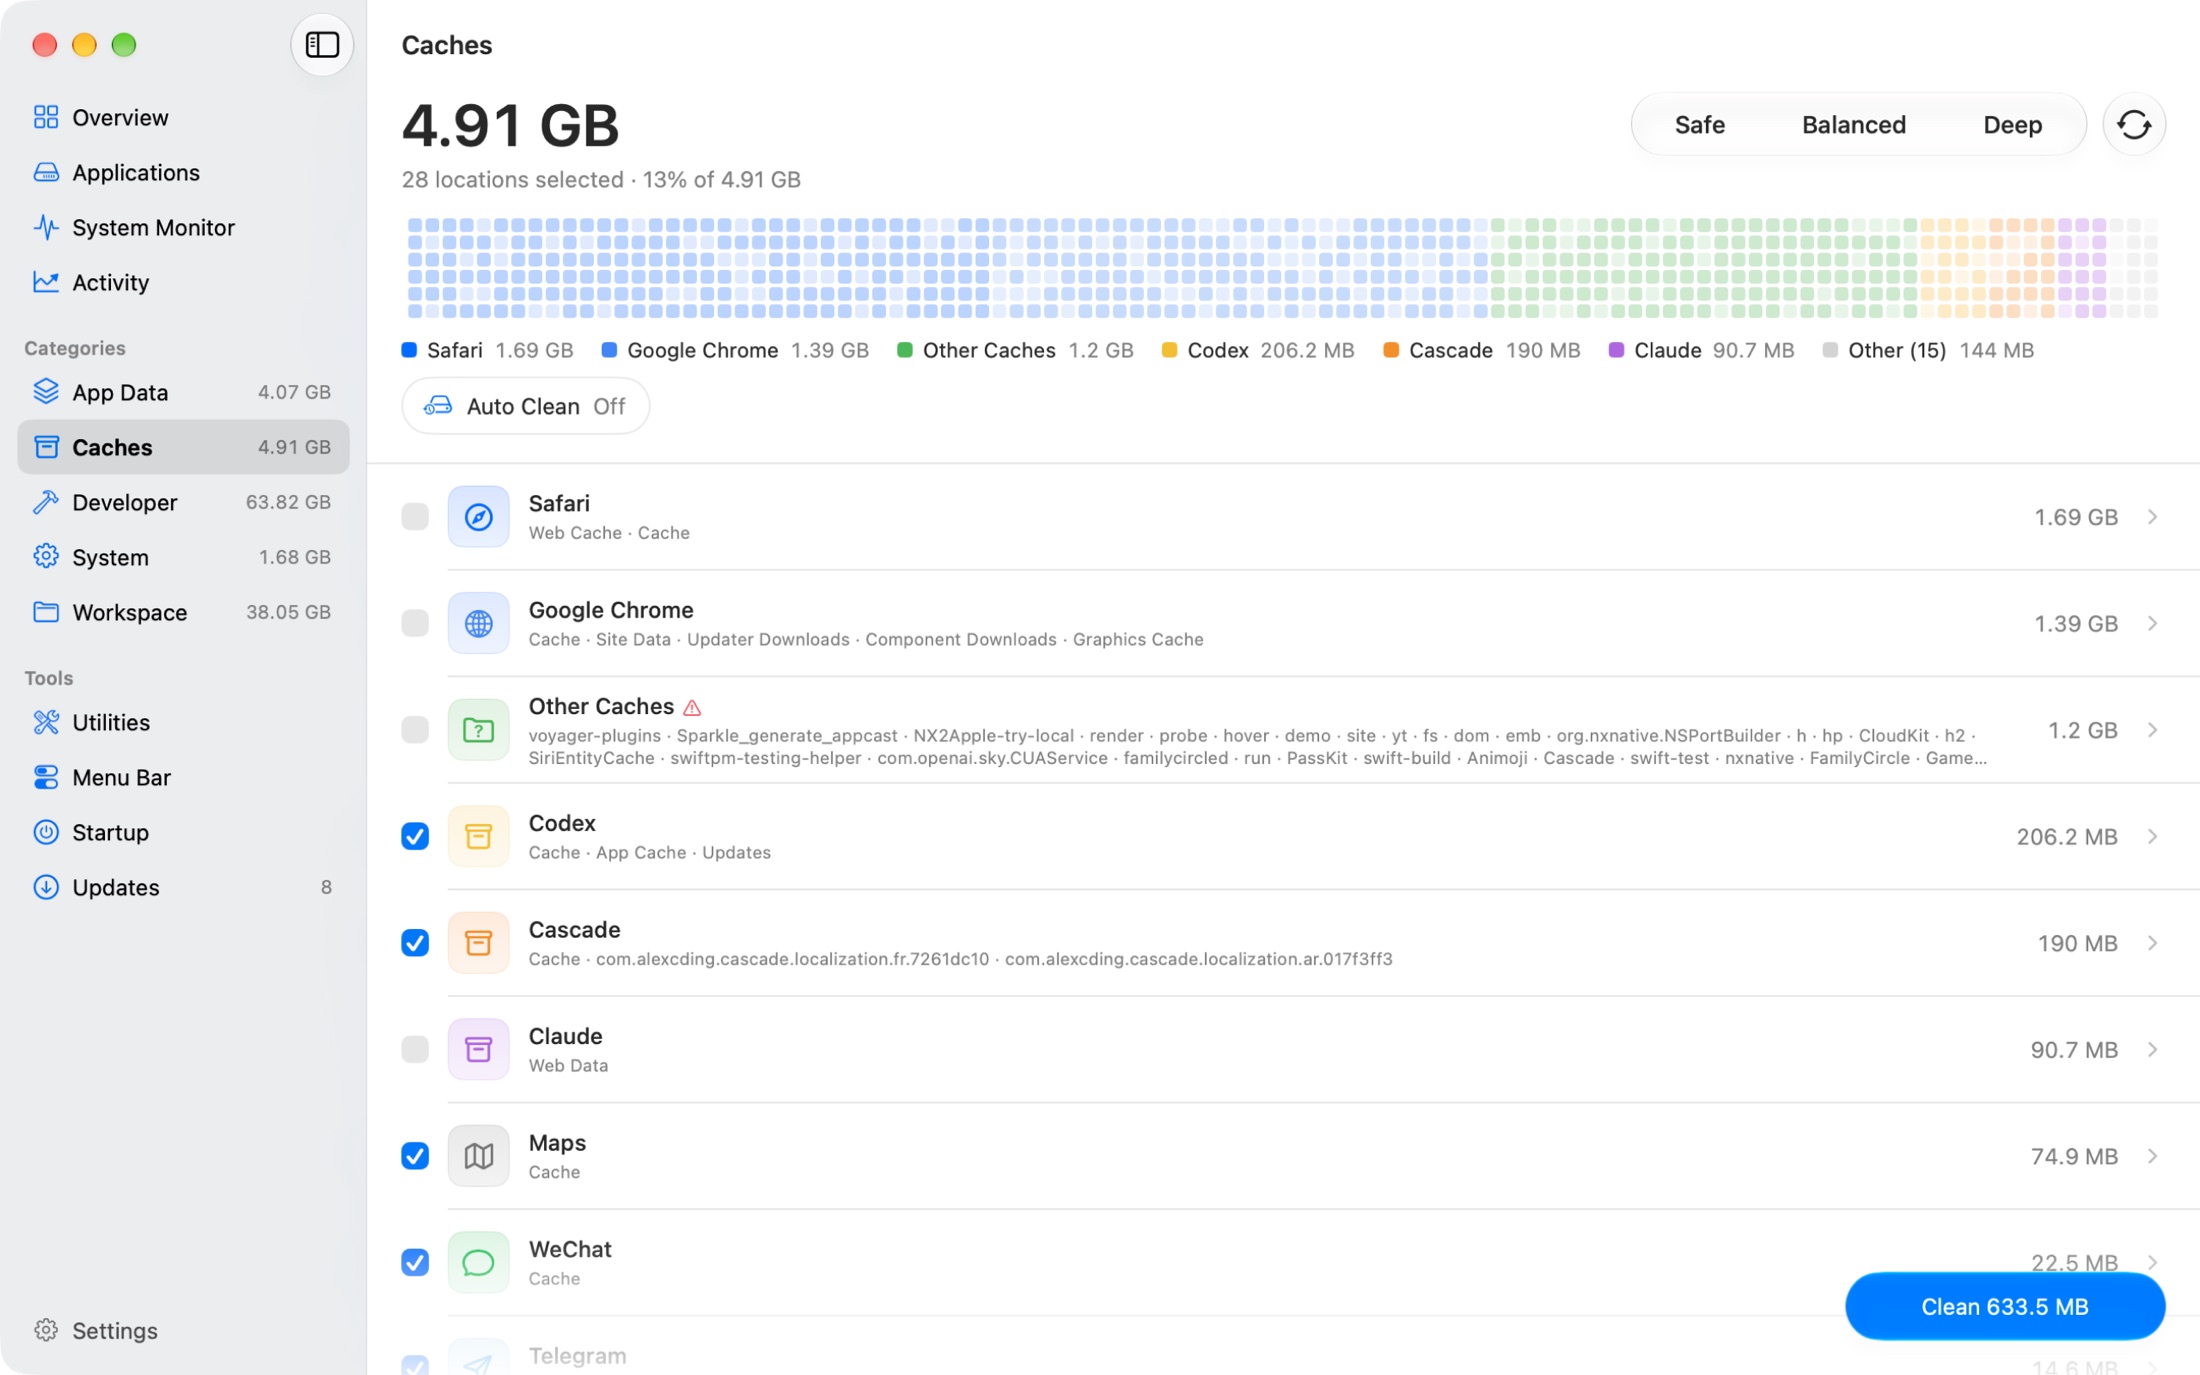 Caches
Overview
Applications
System Monitor
Activity
Categories
App Data 4.07 GB
Caches 4.91 GB
Developer 63.82 GB
System 1.68 GB
Workspace 38.05 GB
Tools
Utilities
Menu Bar
Startup
Updates 8
Settings
4.91 GB
Safe Balanced Deep
28 locations selected · 13% of 4.91 GB
Safari 1.69 GB Google Chrome 1.39 GB Other Caches 1.2 GB Codex 206.2 MB Cascade 190 MB Claude 90.7 MB Other (15) 144 MB
Auto Clean Off
Safari
Web Cache · Cache
1.69 GB
Google Chrome
Cache · Site Data · Updater Downloads · Component Downloads · Graphics Cache
1.39 GB
Other Caches
voyager-plugins · Sparkle_generate_appcast · NX2Apple-try-local · render · probe · hover · demo · site · yt · fs · dom · emb · org.nxnative.NSPortBuilder · h · hp · CloudKit · h2 ·
SiriEntityCache · swiftpm-testing-helper · com.openai.sky.CUAService · familycircled · run · PassKit · swift-build · Animoji · Cascade · swift-test · nxnative · FamilyCircle · Game...
1.2 GB
Codex
Cache · App Cache · Updates
206.2 MB
Cascade
Cache · com.alexcding.cascade.localization.fr.7261dc10 · com.alexcding.cascade.localization.ar.017f3ff3
190 MB
Claude
Web Data
90.7 MB
Maps
Cache
74.9 MB
WeChat
Cache
22.5 MB
Clean 633.5 MB
Telegram
14.6 MB